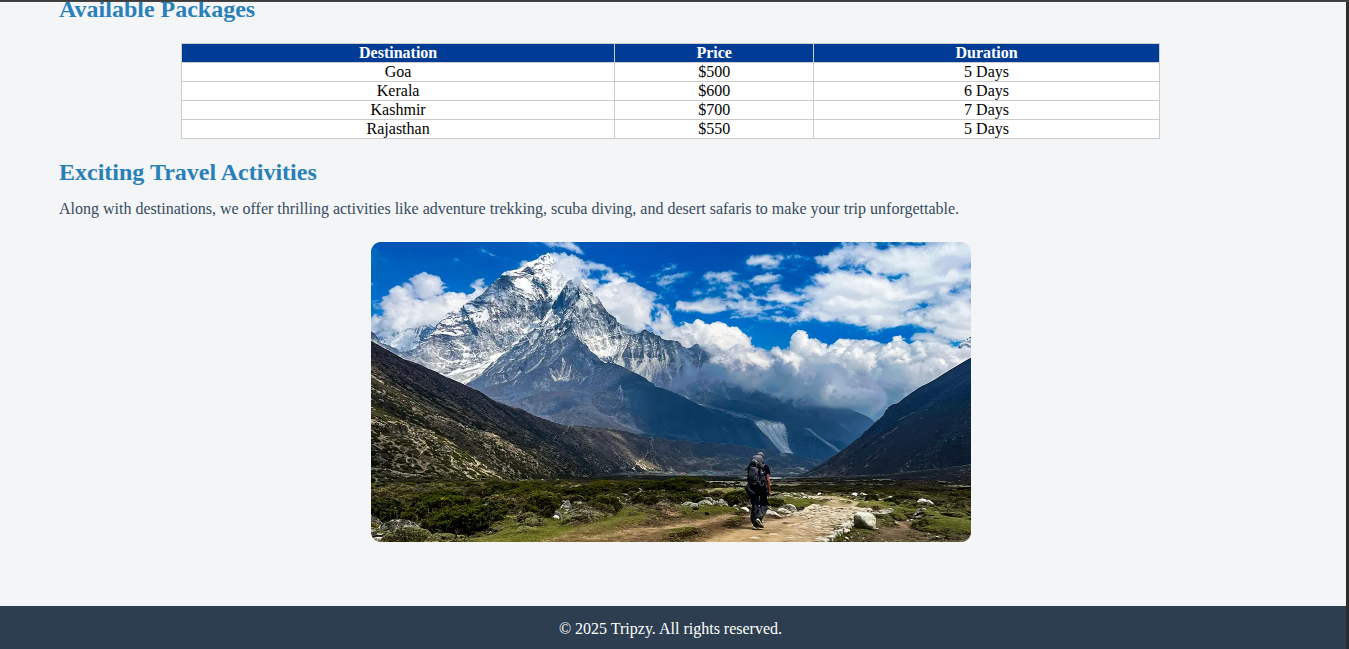 Available Packages
Destination Price Duration
Goa $500 5 Days
Kerala $600 6 Days
Kashmir $700 7 Days
Rajasthan $550 5 Days
Exciting Travel Activities
Along with destinations, we offer thrilling activities like adventure trekking, scuba diving, and desert safaris to make your trip unforgettable.
© 2025 Tripzy. All rights reserved.